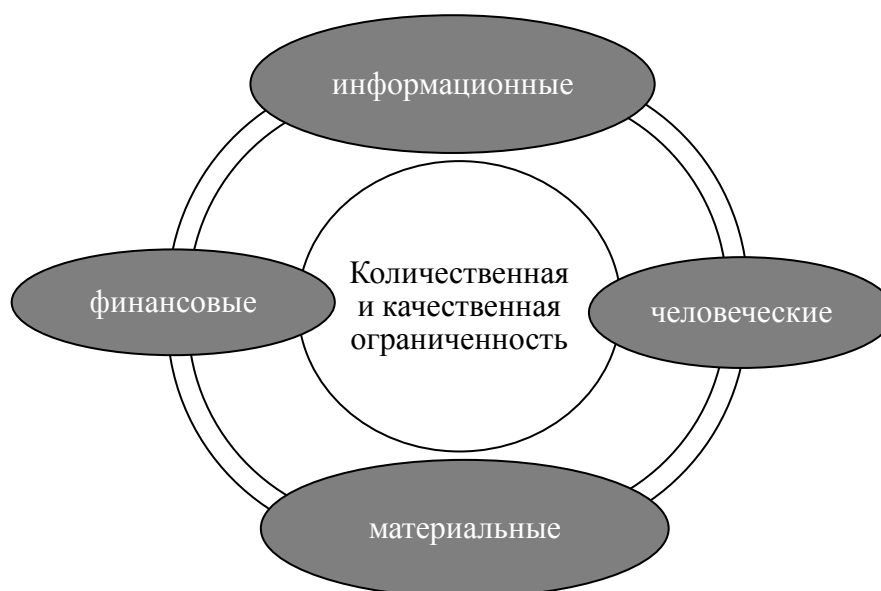 информационные
финансовые
Количественная
и качественная
ограниченность
человеческие
материальные